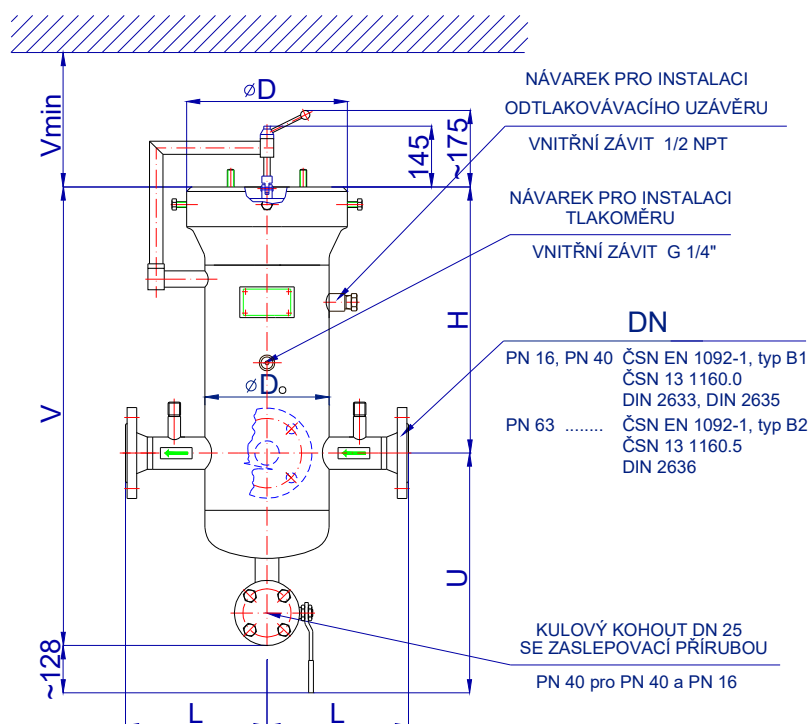 Vmin
øD
145
~175
NÁVAREK PRO INSTALACI
ODTLAKOVÁVACÍHO UZÁVĚRU
VNITŘNÍ ZÁVIT 1/2 NPT
NÁVAREK PRO INSTALACI
TLAKOMĚRU
VNITŘNÍ ZÁVIT G 1/4"
H
DN
PN 16, PN 40 ČSN EN 1092-1, typ B1
ČSN 13 1160.0
DIN 2633, DIN 2635
PN 63 ........ ČSN EN 1092-1, typ B2
ČSN 13 1160.5
DIN 2636
V
øDo
U
KULOVÝ KOHOUT DN 25
SE ZASLEPOVACÍ PŘÍRUBOU
PN 40 pro PN 40 a PN 16
~128
L
L